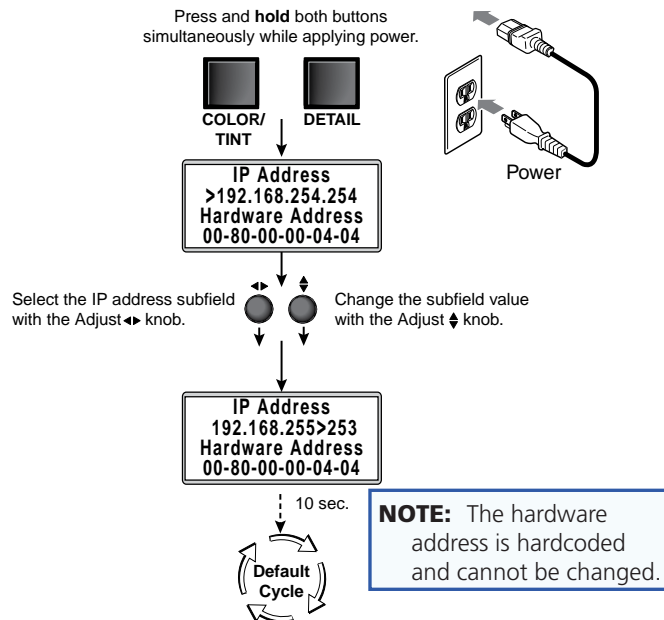 Press and hold both buttons
simultaneously while applying power.
COLOR/
TINT
DETAIL
Power
IP Address
>192.168.254.254
Hardware Address
00-80-00-00-04-04
Select the IP address subfield
with the Adjust◂▸ knob.
Change the subfield value
with the Adjust ⬧ knob.
IP Address
192.168.255>253
Hardware Address
00-80-00-00-04-04
10 sec.
NOTE: The hardware
address is hardcoded
and cannot be changed.
Default
Cycle